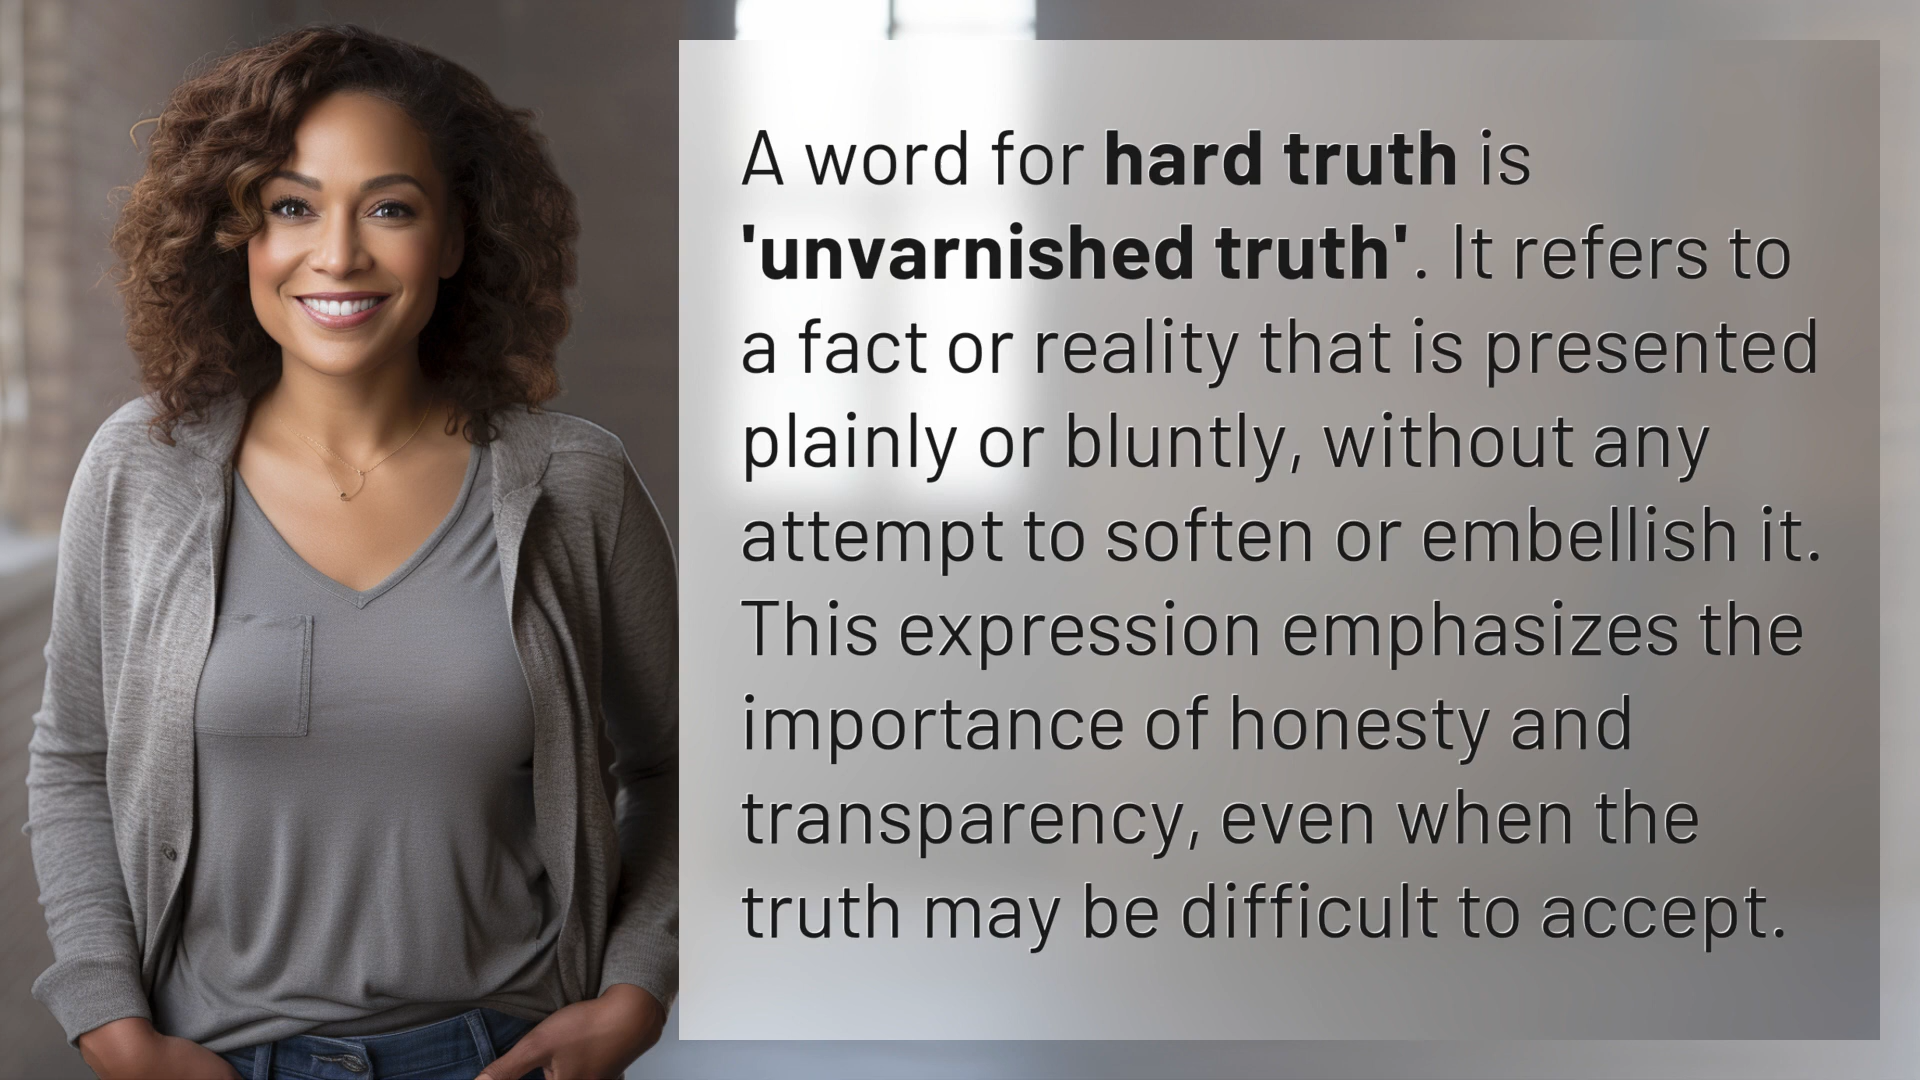 A word for hard truth is
'unvarnished truth'. It refers to
a fact or reality that is presented
plainly or bluntly, without any
attempt to soften or embellish it.
This expression emphasizes the
importance of honesty and
transparency, even when the
truth may be difficult to accept.